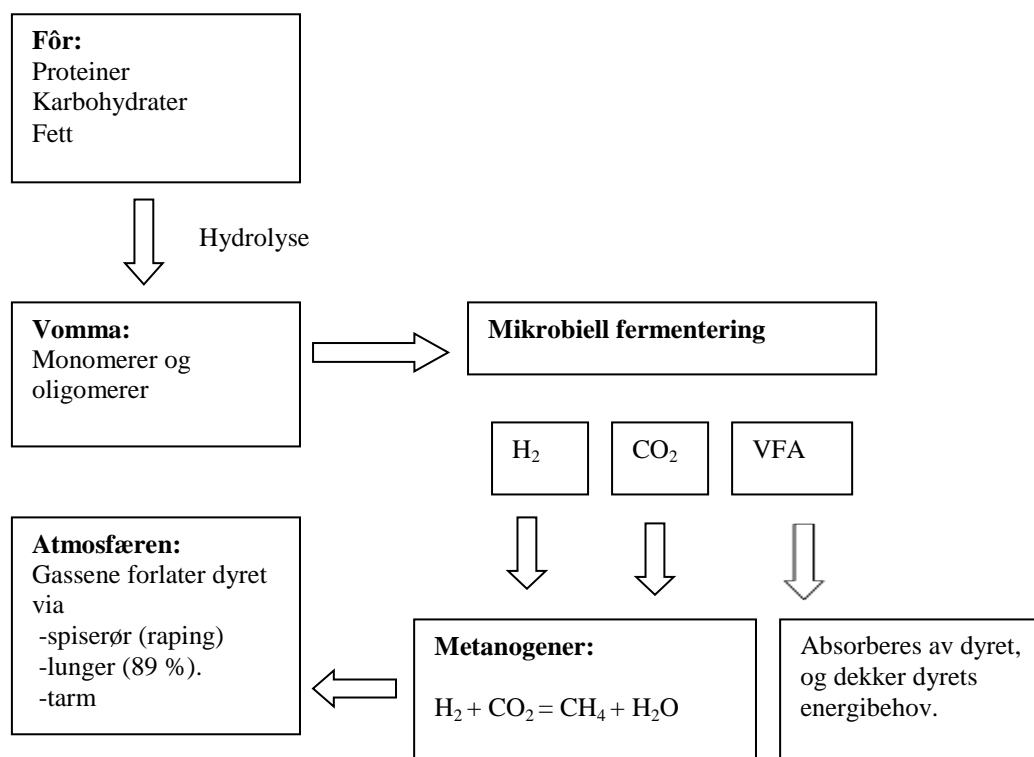 Fôr:
Proteiner
Karbohydrater
Fett
Hydrolyse
Vomma:
Monomerer og
oligomerer
Mikrobiell fermentering
H₂
CO₂
VFA
Atmosfæren:
Gassene forlater dyret
via
-spiserør (raping)
-lunger (89 %).
-tarm
Metanogener:
H₂ + CO₂ = CH₄ + H₂O
Absorberes av dyret,
og dekker dyrets
energibehov.